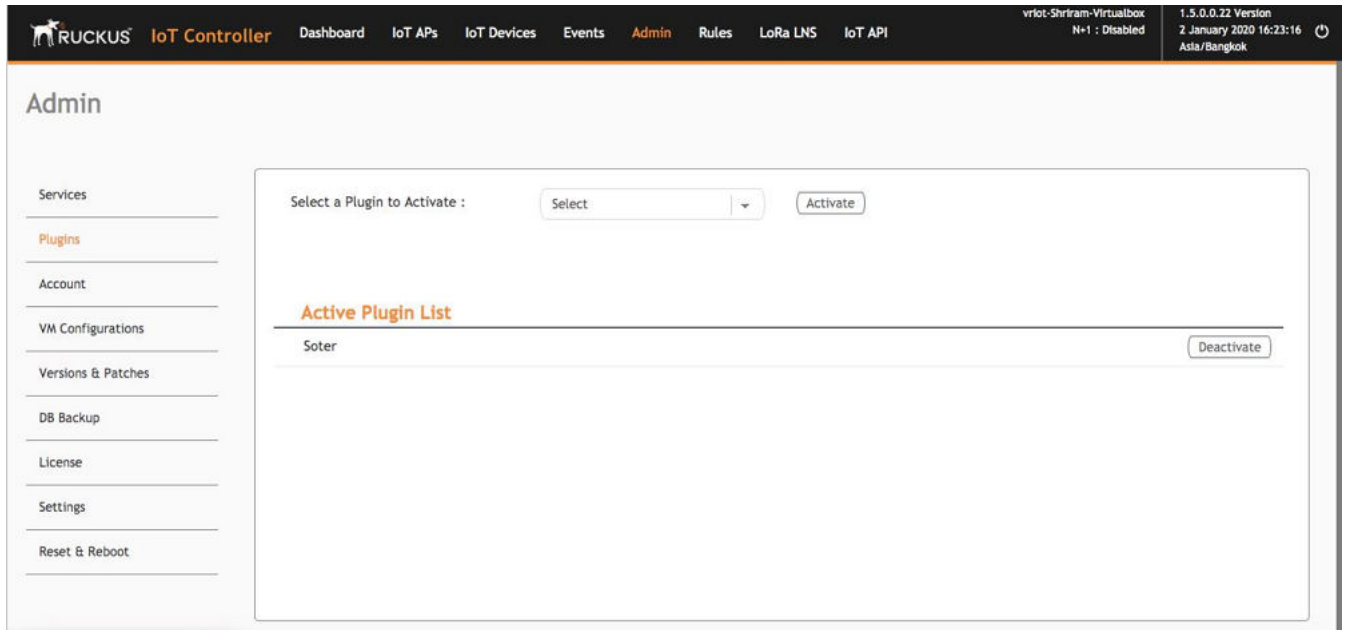 RUCKUS IoT Controller Dashboard IoT APs IoT Devices Events Admin Rules LoRa LNS IoT API
vriot-Shriram-Virtualbox
N+1 : Disabled
1.5.0.0.22 Version
2 January 2020 16:23:16
Asia/Bangkok
Admin
Services
Plugins
Account
VM Configurations
Versions & Patches
DB Backup
License
Settings
Reset & Reboot
Select a Plugin to Activate : Select Activate
Active Plugin List
Soter Deactivate